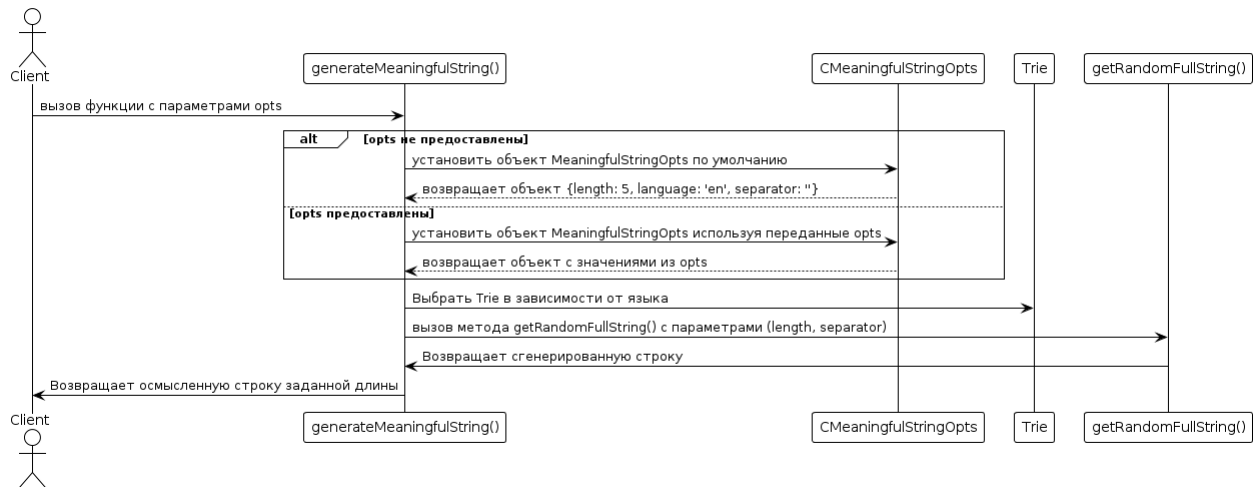 Client
generateMeaningfulString()
CMeaningfulStringOpts
Trie
getRandomFullString()
вызов функции с параметрами opts
alt
[opts не предоставлены]
установить объект MeaningfulStringOpts по умолчанию
возвращает объект {length: 5, language: 'en', separator: ''}
[opts предоставлены]
установить объект MeaningfulStringOpts используя переданные opts
возвращает объект с значениями из opts
Выбрать Trie в зависимости от языка
вызов метода getRandomFullString() с параметрами (length, separator)
Возвращает сгенерированную строку
Возвращает осмысленную строку заданной длины
Client
generateMeaningfulString()
CMeaningfulStringOpts
Trie
getRandomFullString()